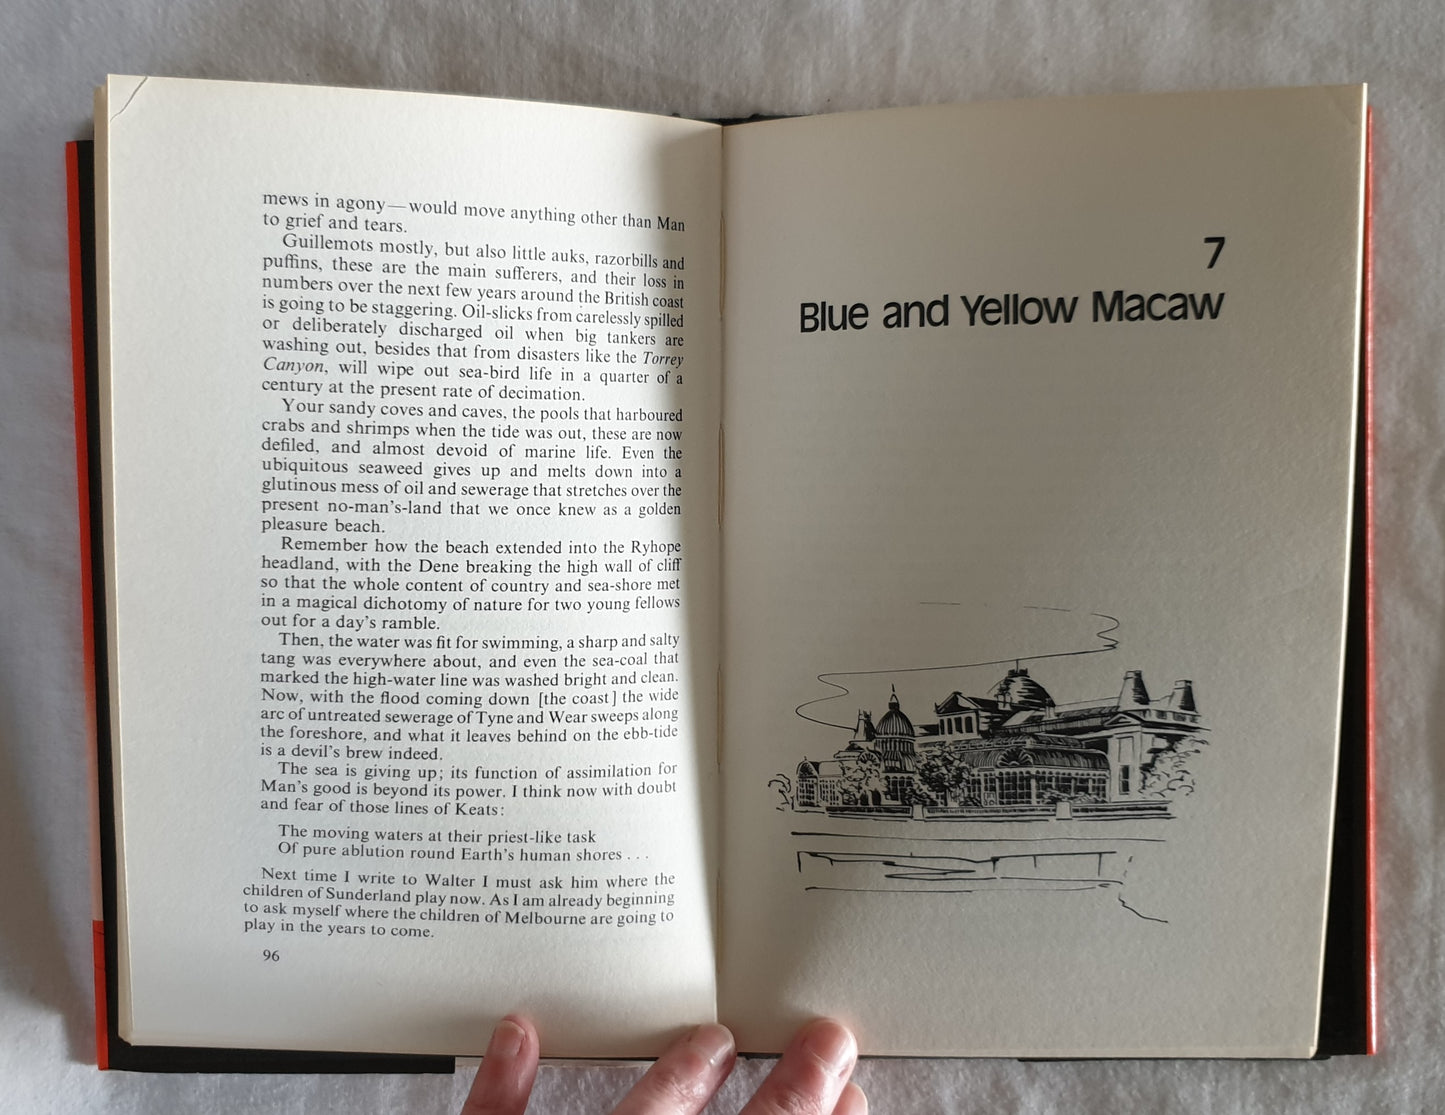 mews in agony—would move anything other than Man
to grief and tears.
Guillemots mostly, but also little auks, razorbills and
puffins, these are the main sufferers, and their loss in
numbers over the next few years around the British coast
is going to be staggering. Oil-slicks from carelessly spilled
or deliberately discharged oil when big tankers are
washing out, besides that from disasters like the Torrey
Canyon, will wipe out sea-bird life in a quarter of a
century at the present rate of decimation.
Your sandy coves and caves, the pools that harboured
crabs and shrimps when the tide was out, these are now
defiled, and almost devoid of marine life. Even the
ubiquitous seaweed gives up and melts down into a
glutinous mess of oil and sewerage that stretches over the
present no-man's-land that we once knew as a golden
pleasure beach.
Remember how the beach extended into the Ryhope
headland, with the Dene breaking the high wall of cliff
so that the whole content of country and sea-shore met
in a magical dichotomy of nature for two young fellows
out for a day's ramble.
Then, the water was fit for swimming, a sharp and salty
tang was everywhere about, and even the sea-coal that
marked the high-water line was washed bright and clean.
Now, with the flood coming down [the coast] the wide
arc of untreated sewerage of Tyne and Wear sweeps along
the foreshore, and what it leaves behind on the ebb-tide
is a devil's brew indeed.
The sea is giving up; its function of assimilation for
Man's good is beyond its power. I think now with doubt
and fear of those lines of Keats:
The moving waters at their priest-like task
Of pure ablution round Earth's human shores . . .
Next time I write to Walter I must ask him where the
children of Sunderland play now. As I am already beginning
to ask myself where the children of Melbourne are going to
play in the years to come.
96
7
Blue and Yellow Macaw